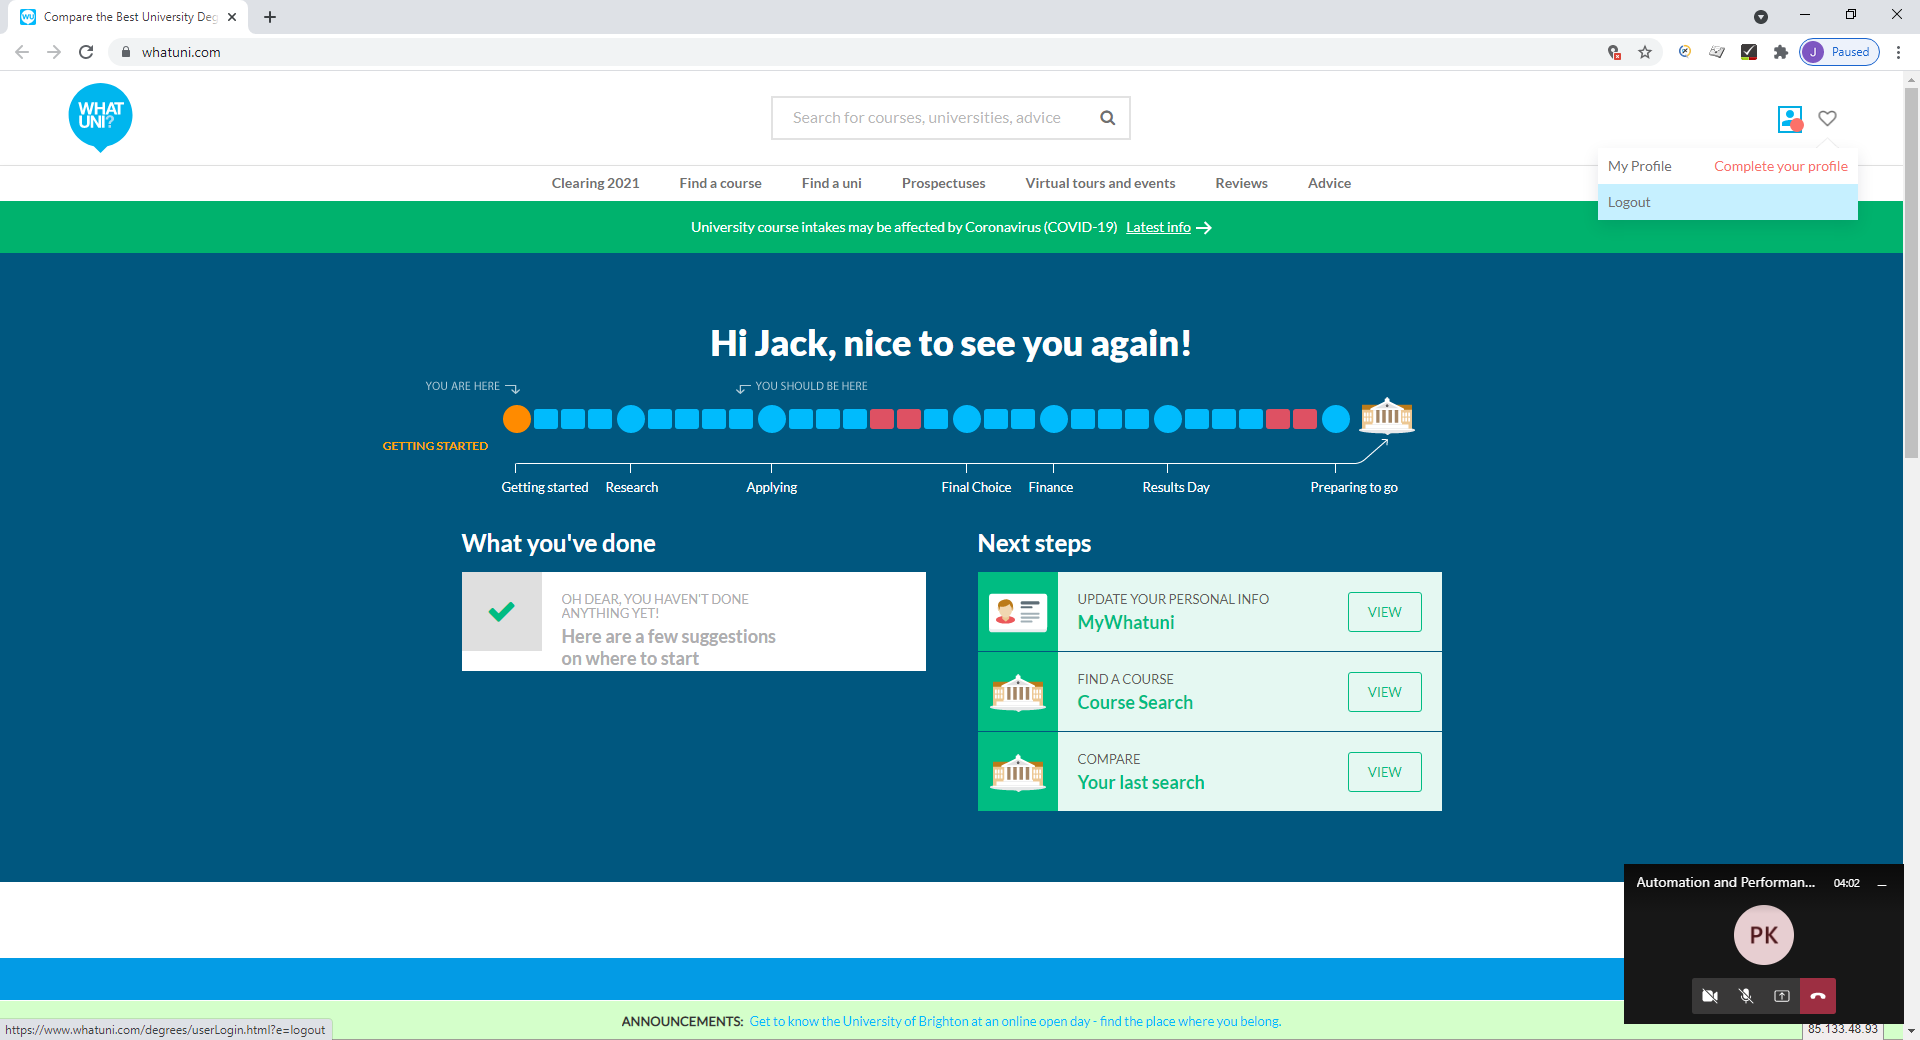 Compare the Best University Deg
whatuni.com
J Paused
WHAT
UNI?
Search for courses, universities, advice
My Profile Complete your profile
Logout
Clearing 2021 Find a course Find a uni Prospectuses Virtual tours and events Reviews Advice
University course intakes may be affected by Coronavirus (COVID-19) Latest info
Hi Jack, nice to see you again!
YOU ARE HERE YOU SHOULD BE HERE
GETTING STARTED
Getting started Research Applying Final Choice Finance Results Day Preparing to go
What you've done
OH DEAR, YOU HAVEN'T DONE
ANYTHING YET!
Here are a few suggestions
on where to start
Next steps
UPDATE YOUR PERSONAL INFO
MyWhatuni
VIEW
FIND A COURSE
Course Search
VIEW
COMPARE
Your last search
VIEW
Automation and Performan... 04:02
PK
ANNOUNCEMENTS: Get to know the University of Brighton at an online open day - find the place where you belong.
https://www.whatuni.com/degrees/userLogin.html?e=logout
85.133.48.93